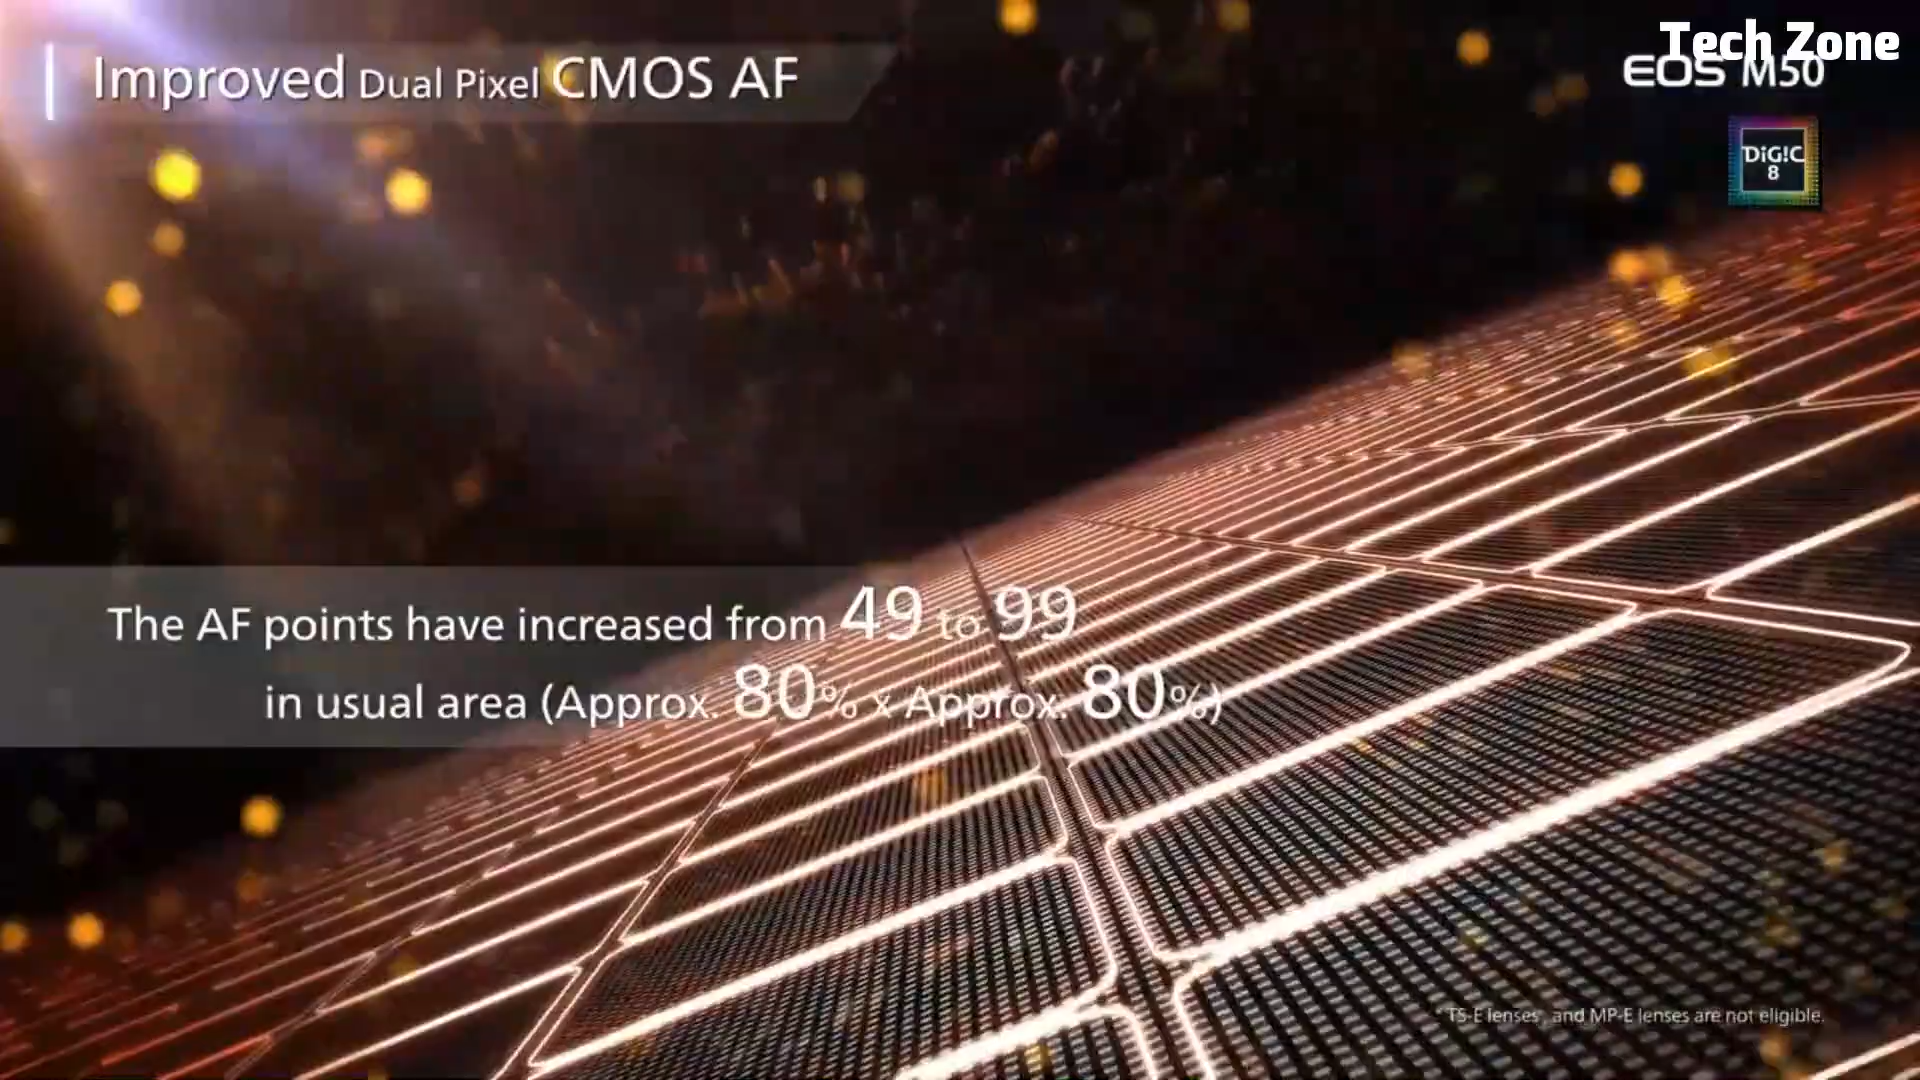 Tech Zone
Improved Dual Pixel CMOS AF
EOS M50
DiG!C
8
The AF points have increased from 49 to 99
in usual area (Approx. 80% x Approx. 80%)
* TS-E lenses, and MP-E lenses are not eligible.